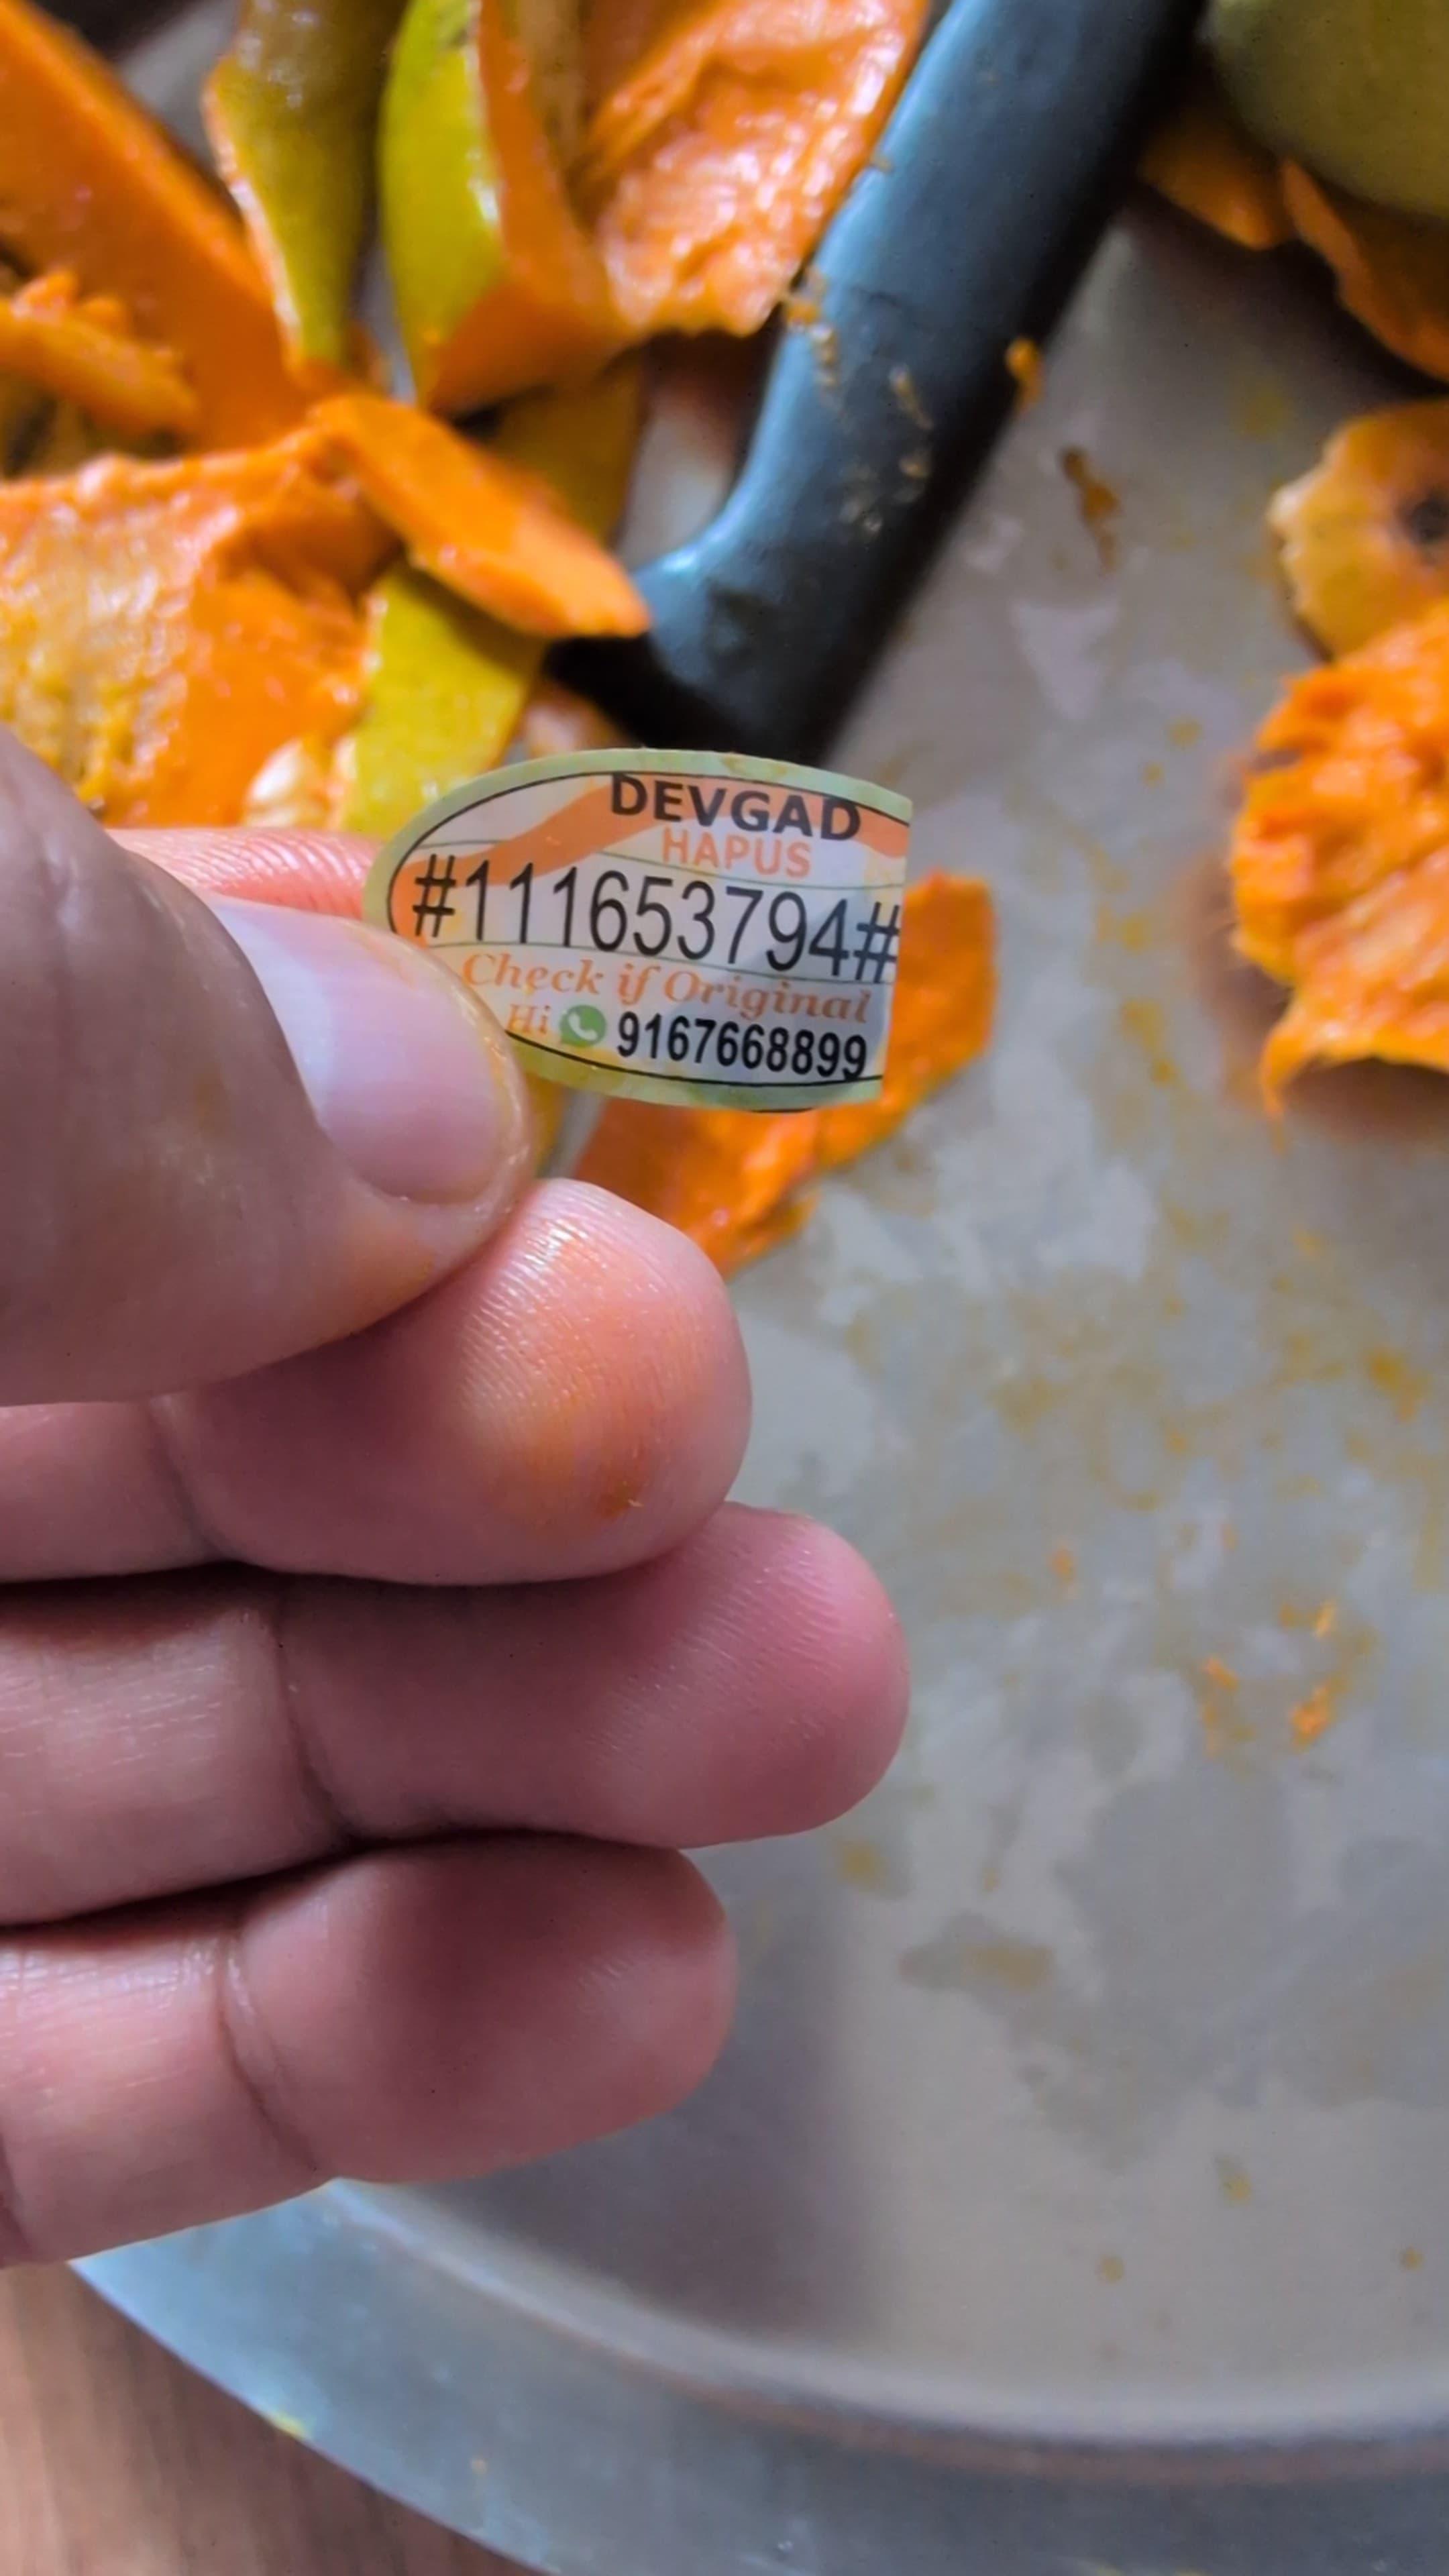 DEVGAD
HAPUS
#111653794#
Check if Original
Hi 9167668899